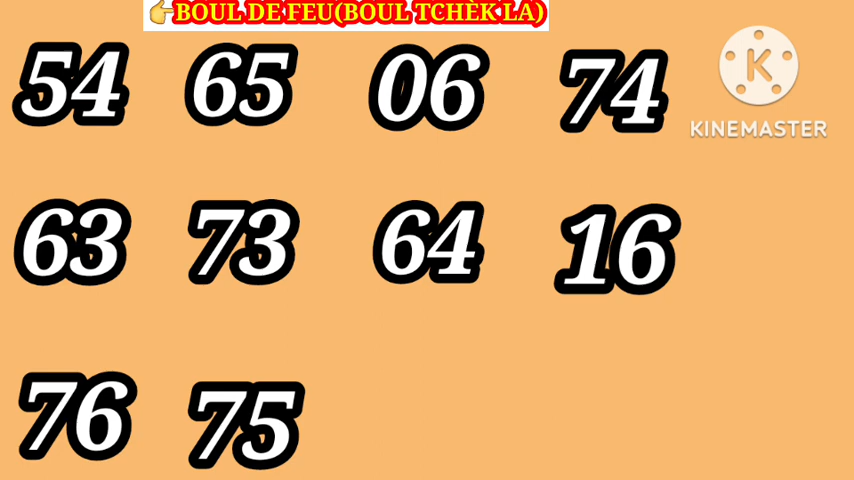 👉BOUL DE FEU(BOUL TCHÈK LA)
54 65 06 74
K
KINEMASTER
63 73 64 16
76 75